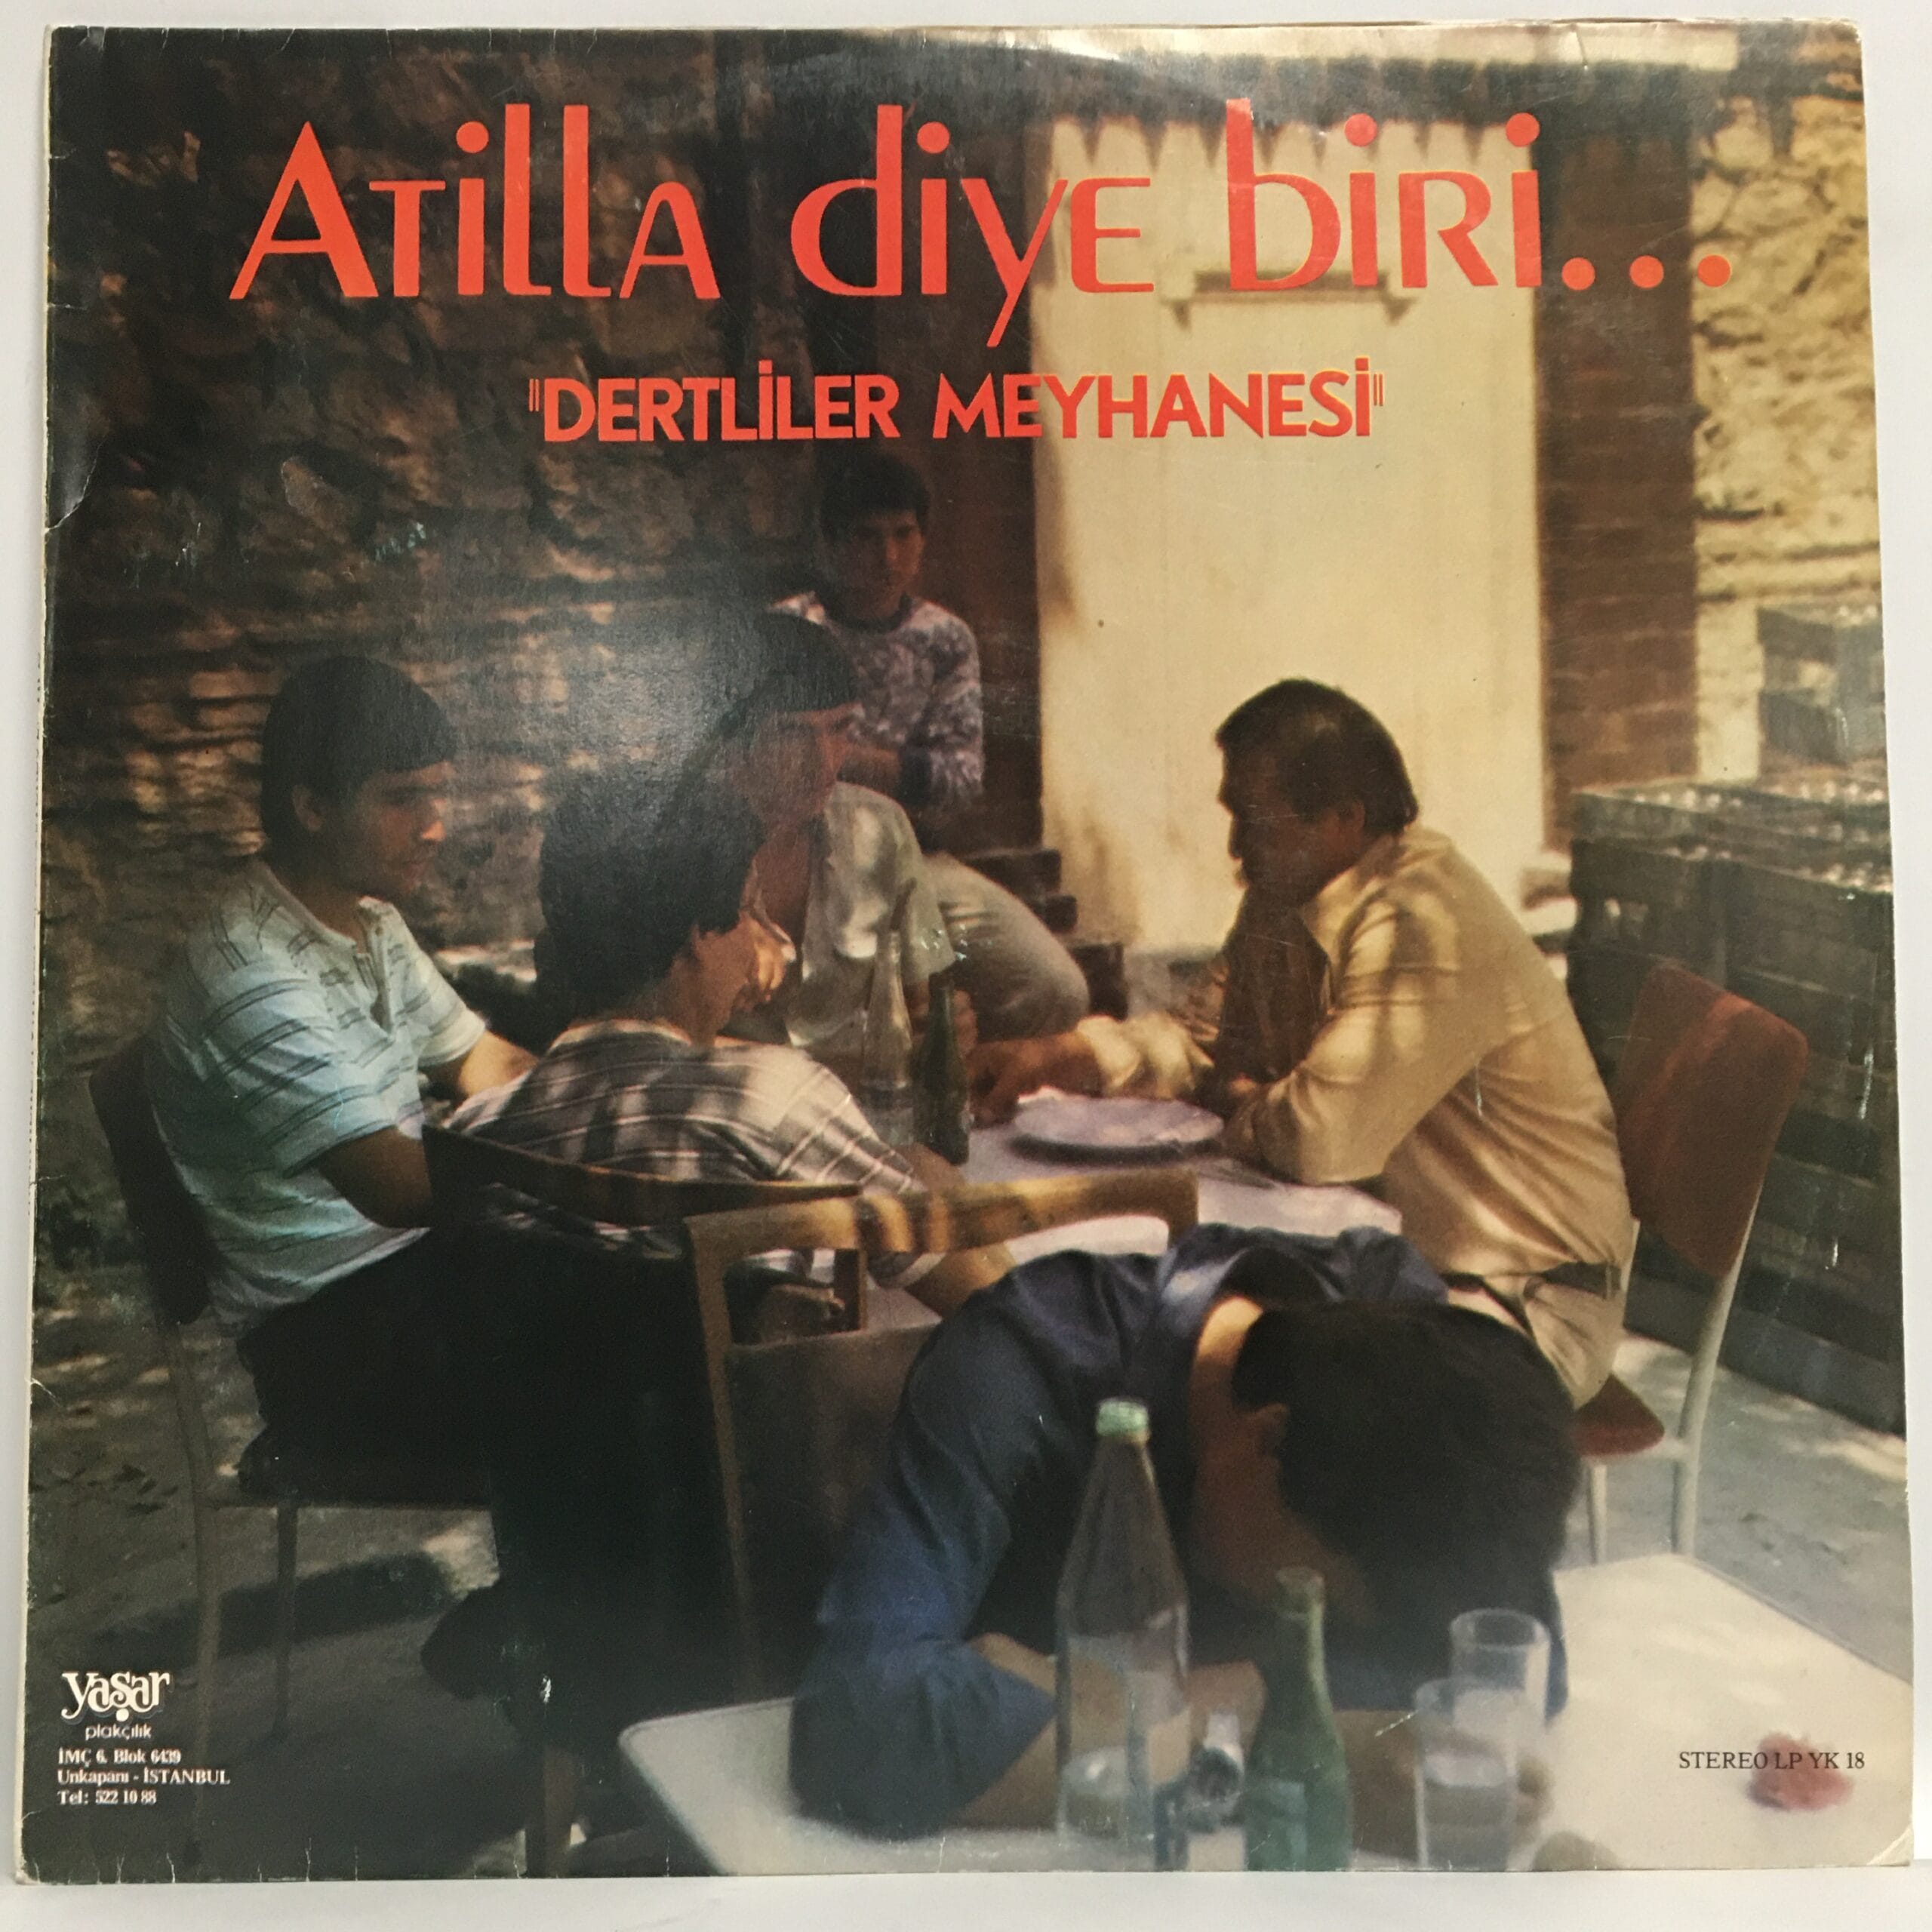 Atilla diye biri...
"DERTLİLER MEYHANESİ"
yaşar
plakçılık
İMÇ 6. Blok 6439
Unkapanı - İSTANBUL
Tel: 522 10 88
STEREO LP YK 18